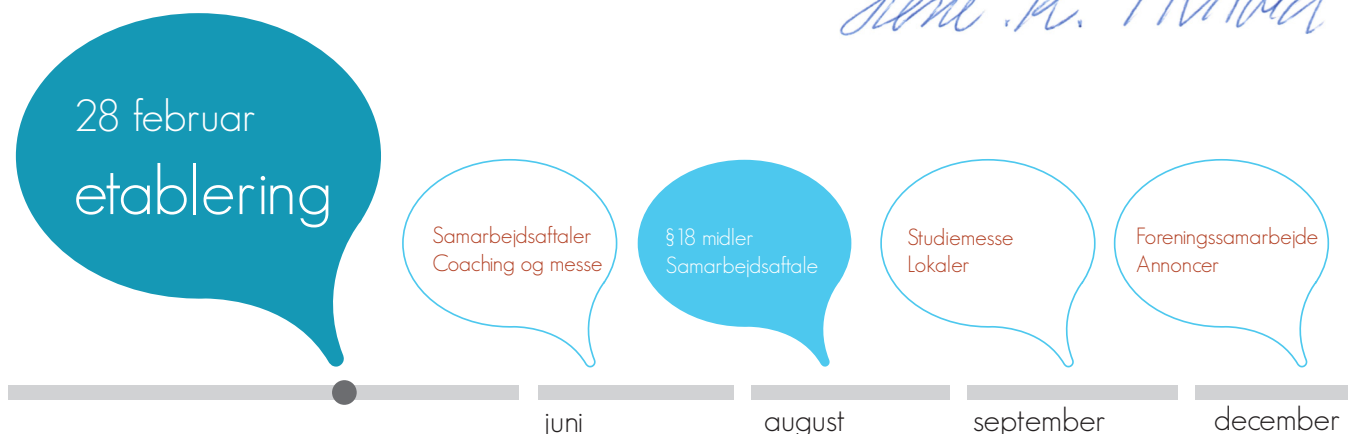 28 februar
etablering
Samarbejdsaftaler
Coaching og messe
§18 midler
Samarbejdsaftale
Studiemesse
Lokaler
Foreningssamarbejde
Annoncer
juni
august
september
december